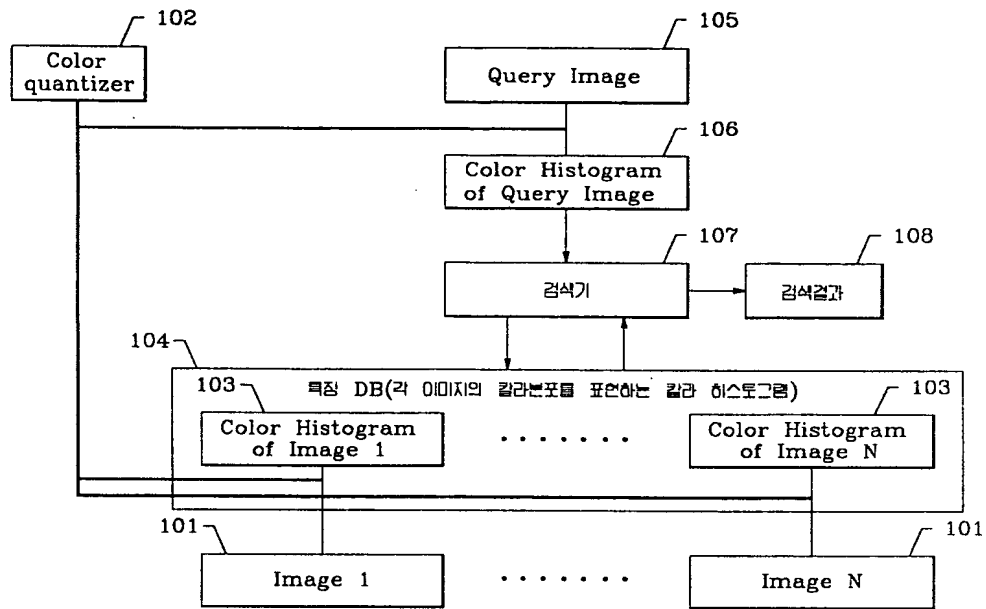 102
Color
quantizer
105
Query Image
106
Color Histogram
of Query Image
107
검색기
108
검색결과
104
특징 DB(각 이미지의 칼라분포를 표현하는 칼라 히스토그램)
103
Color Histogram
of Image 1
.......
103
Color Histogram
of Image N
101
Image 1
.......
101
Image N